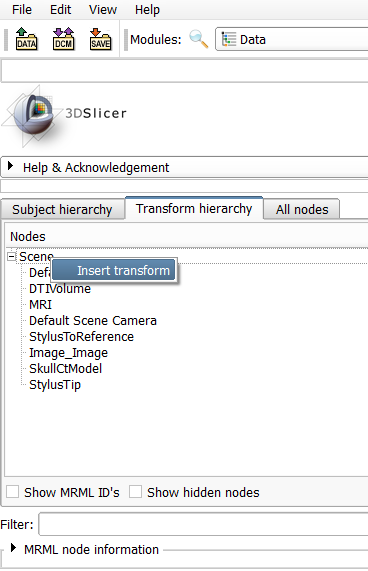 File Edit View Help
DATA DCM SAVE Modules: Data
3DSlicer
Help & Acknowledgement
Subject hierarchy Transform hierarchy All nodes
Nodes
Scene
Insert transform
DTIVolume
MRI
Default Scene Camera
StylusToReference
Image_Image
SkullCtModel
StylusTip
Show MRML ID's Show hidden nodes
Filter:
MRML node information